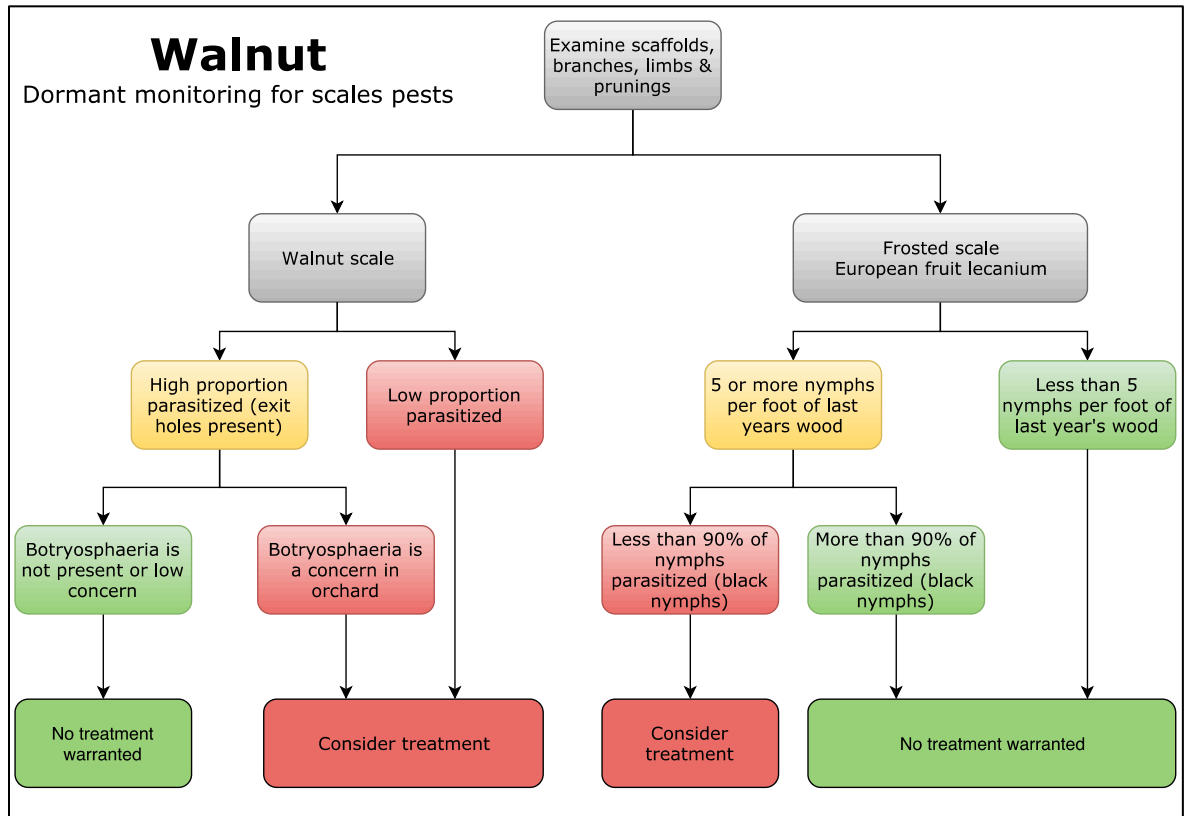 Walnut
Dormant monitoring for scales pests
Examine scaffolds,
branches, limbs &
prunings
Walnut scale
Frosted scale
European fruit lecanium
High proportion
parasitized (exit
holes present)
Low proportion
parasitized
5 or more nymphs
per foot of last
years wood
Less than 5
nymphs per foot of
last year's wood
Botryosphaeria is
not present or low
concern
Botryosphaeria is
a concern in
orchard
Less than 90% of
nymphs
parasitized (black
nymphs)
More than 90% of
nymphs
parasitized (black
nymphs)
No treatment
warranted
Consider treatment
Consider
treatment
No treatment warranted